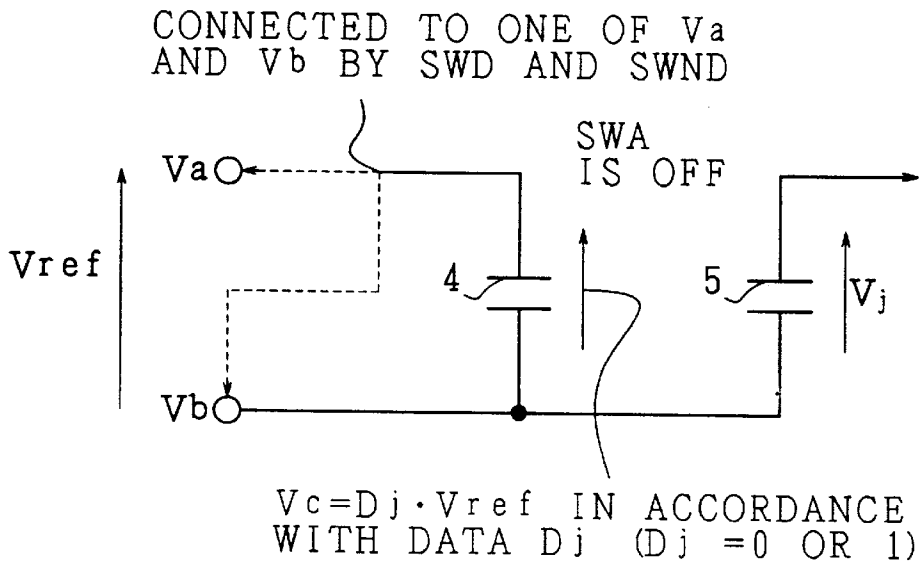 CONNECTED TO ONE OF Va
AND Vb BY SWD AND SWND
SWA
IS OFF
Va
Vref
4
5
Vj
Vb
Vc=Dj·Vref IN ACCORDANCE
WITH DATA Dj (Dj =0 OR 1)